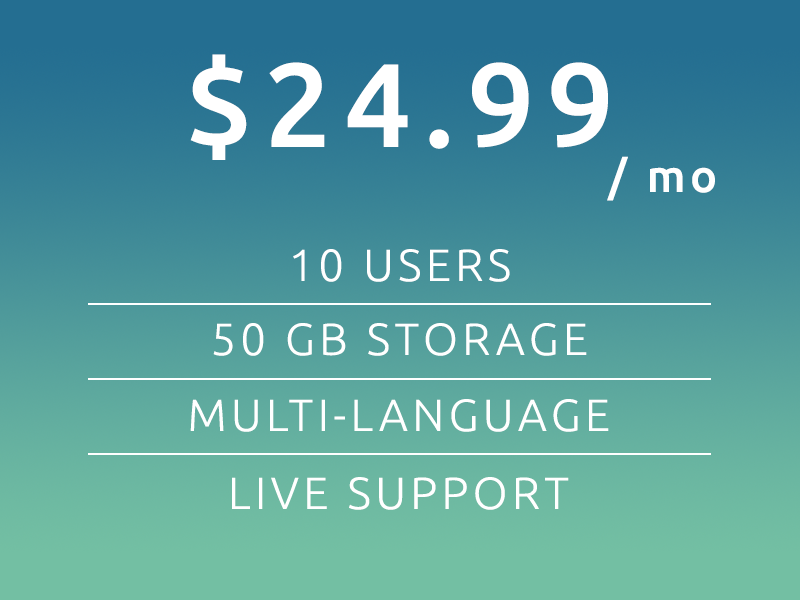 $24.99
/ mo
10 USERS
50 GB STORAGE
MULTI-LANGUAGE
LIVE SUPPORT